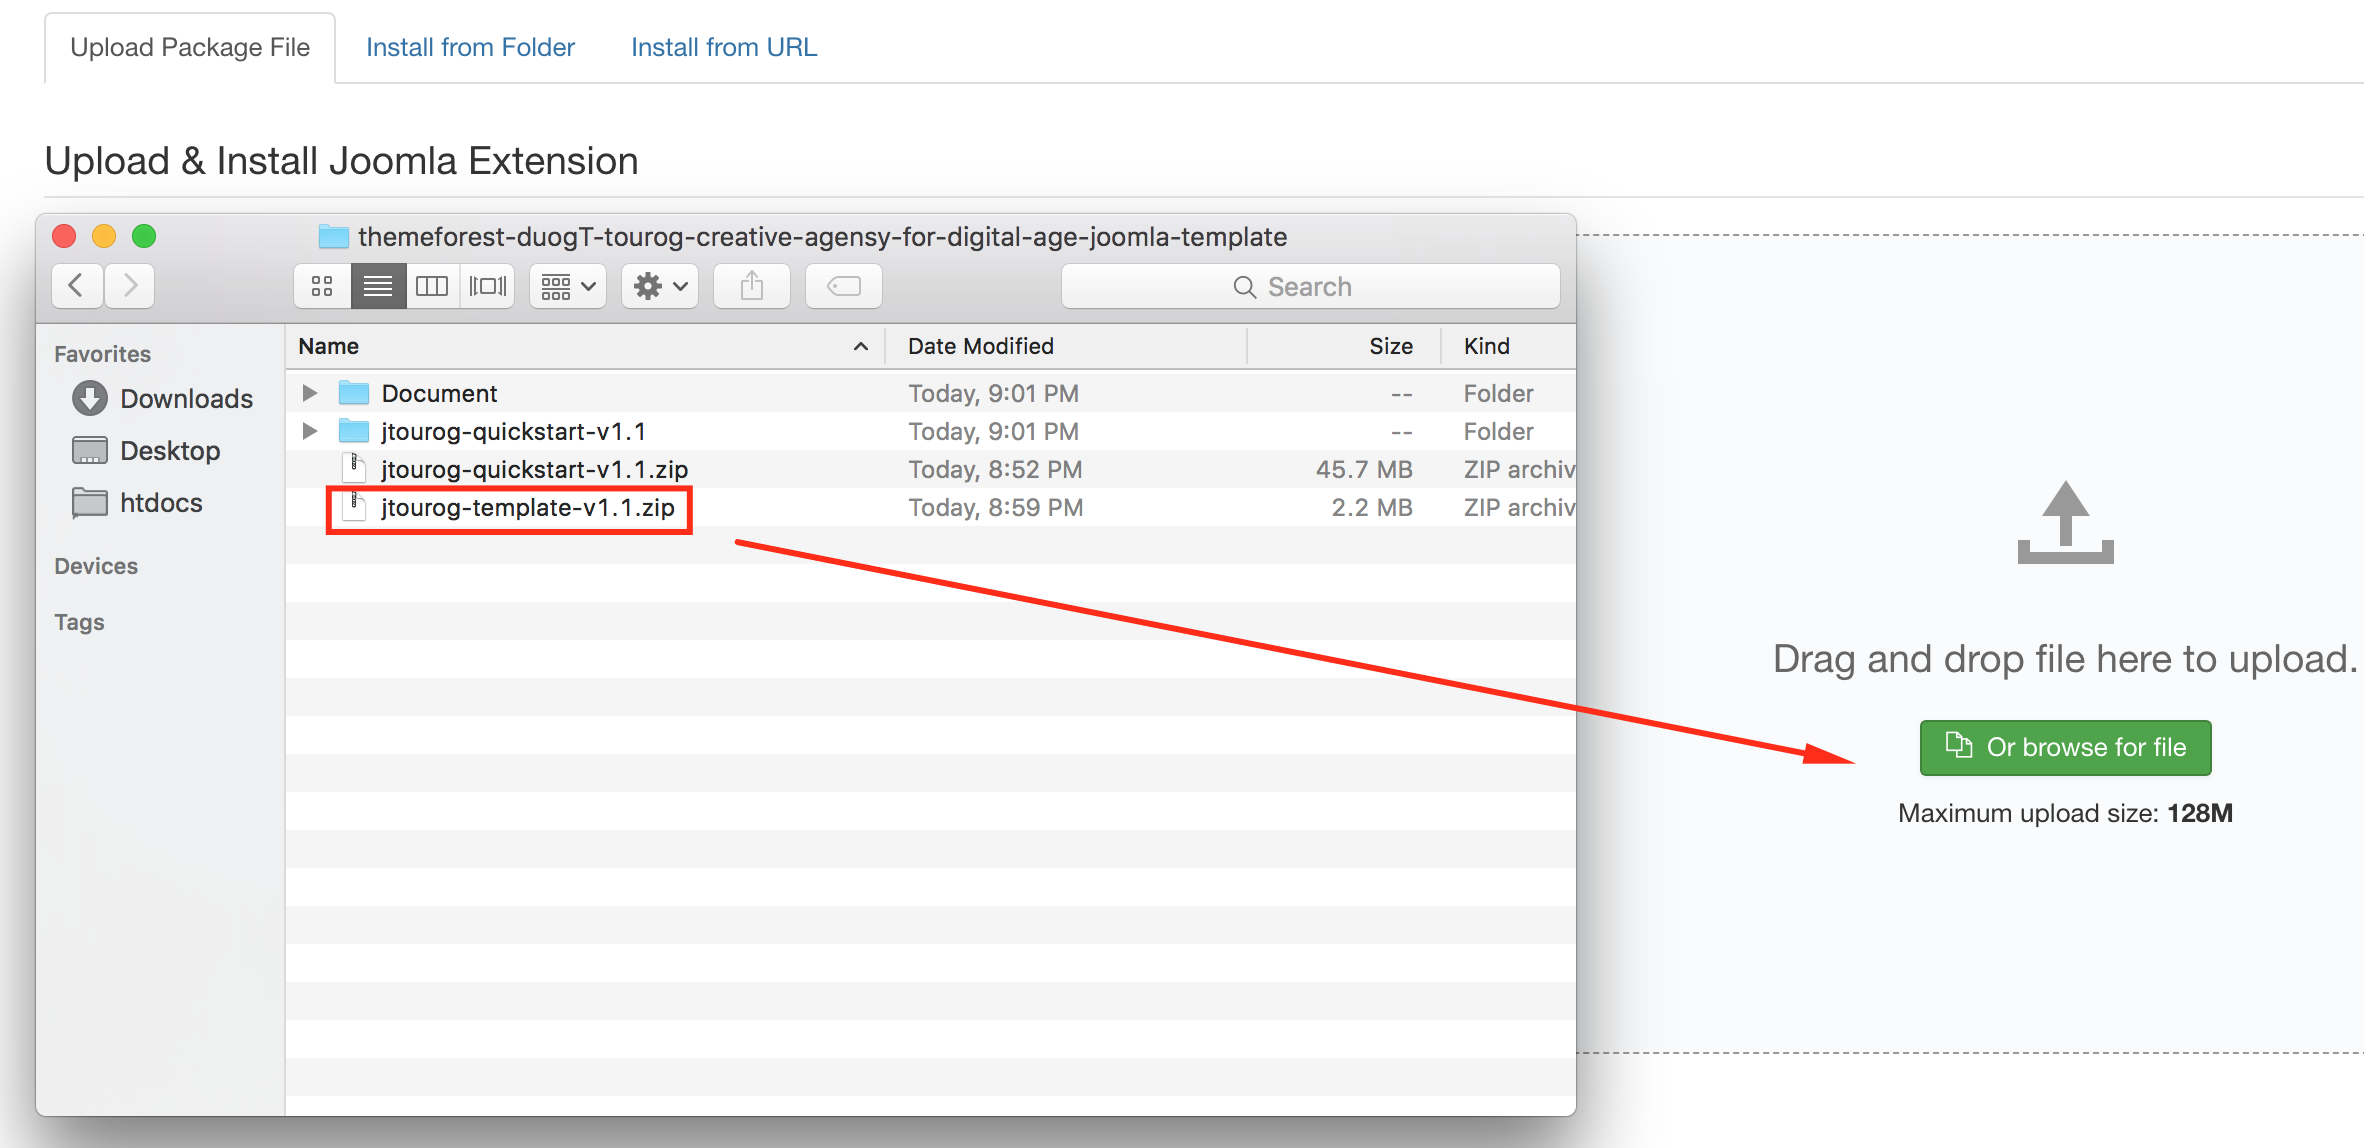 Upload Package File
Install from Folder
Install from URL
Upload & Install Joomla Extension
themeforest-duogT-tourog-creative-agensy-for-digital-age-joomla-template
Search
Favorites
Downloads
Desktop
htdocs
Devices
Tags
Name Date Modified Size Kind
Document Today, 9:01 PM -- Folder
jtourog-quickstart-v1.1 Today, 9:01 PM -- Folder
jtourog-quickstart-v1.1.zip Today, 8:52 PM 45.7 MB ZIP archiv
jtourog-template-v1.1.zip Today, 8:59 PM 2.2 MB ZIP archiv
Drag and drop file here to upload.
Or browse for file
Maximum upload size: 128M